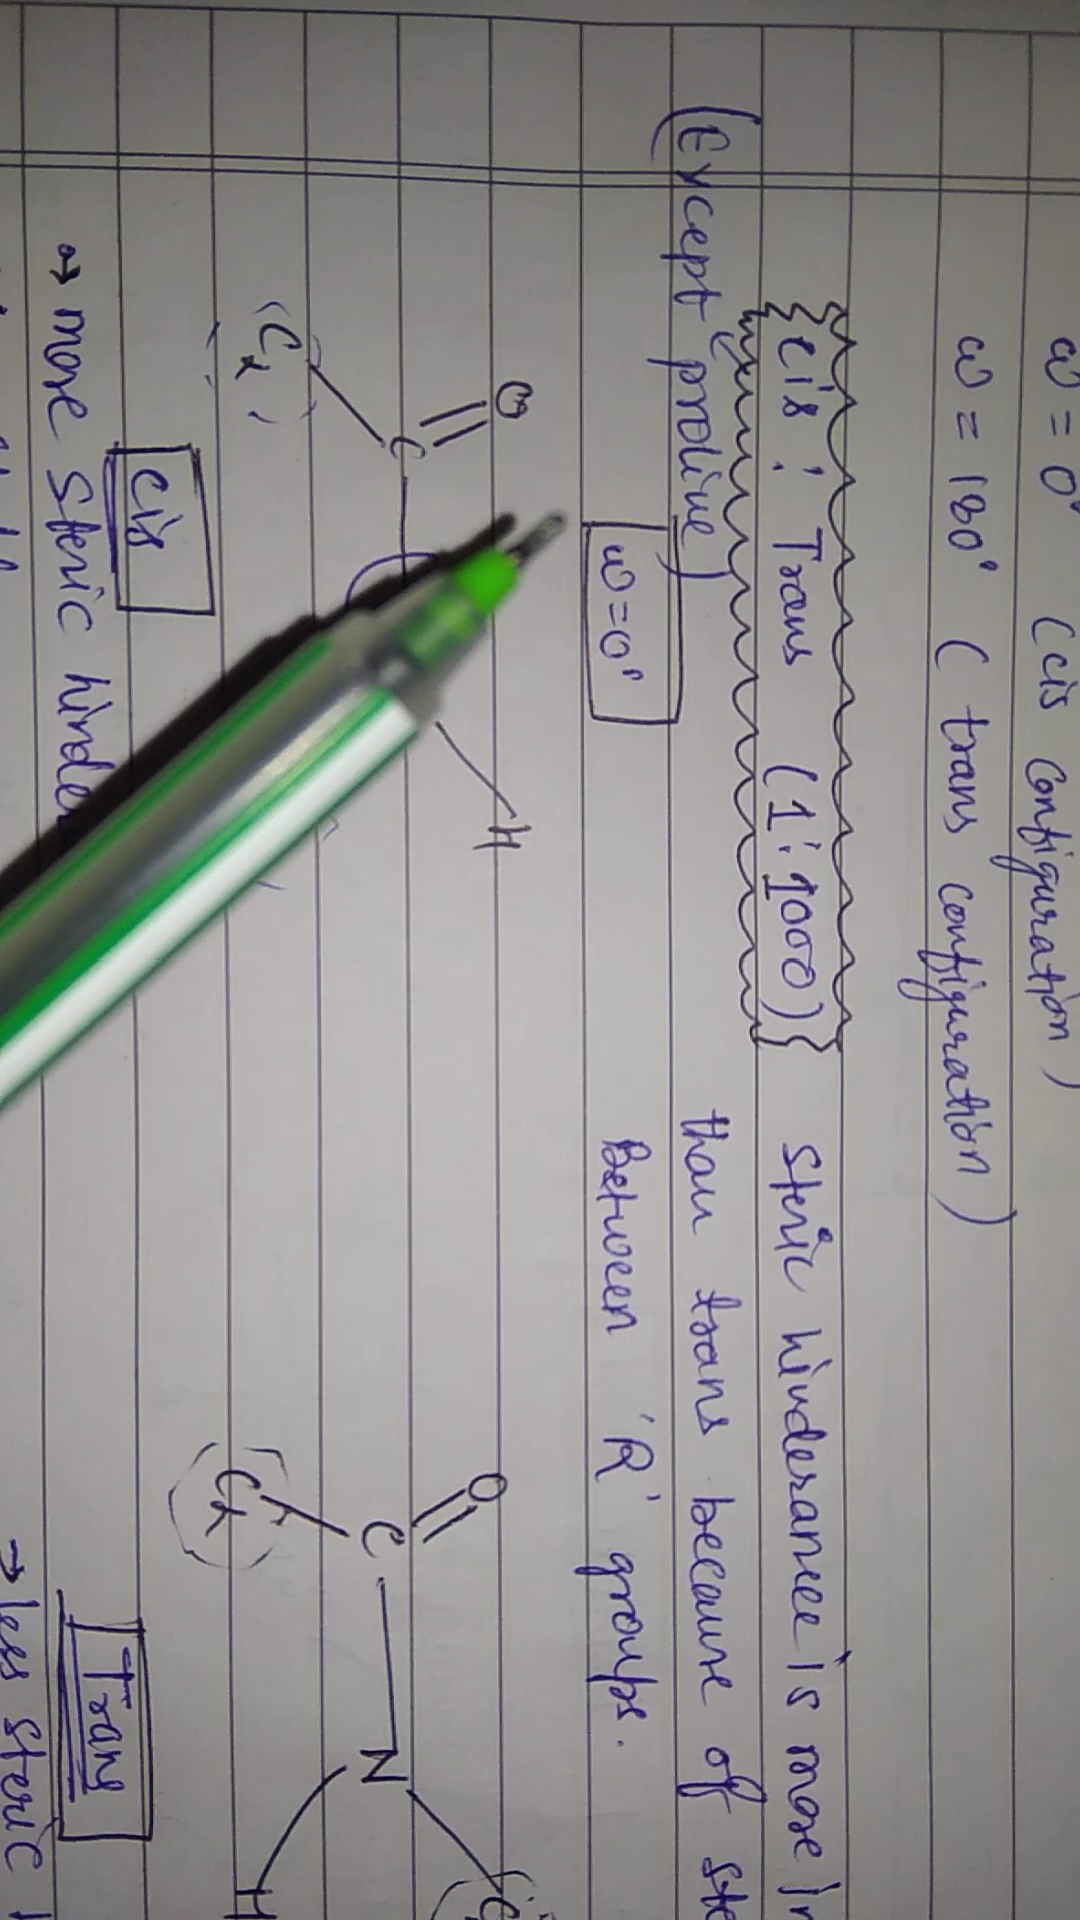 ω = 0° (cis configuration)
ω = 180° (trans configuration)
{cis : Trans (1:1000)}
(Except proline)
steric hinderance is more in
than trans because of ste
Between 'R' groups.
ω=0°
O
C
Cα
H
cis
→ more steric hinder
O
C
Cα
N
H
C
Trans
→ less steric